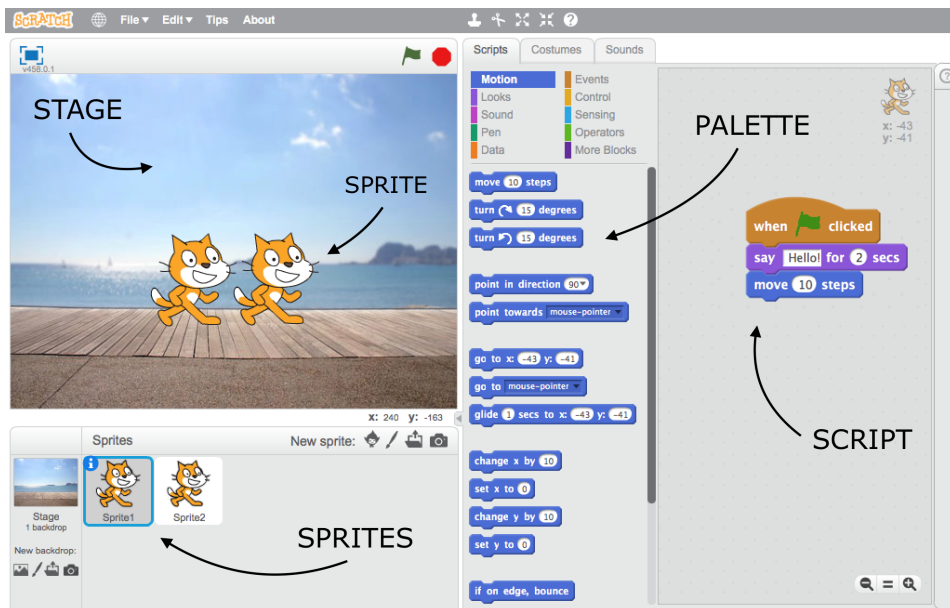 SCRATCH File Edit Tips About
v458.0.1
STAGE
SPRITE
x: 240 y: -163
Sprites New sprite:
Stage
1 backdrop
New backdrop:
Sprite1 Sprite2
SPRITES
Scripts Costumes Sounds
Motion Events
Looks Control
Sound Sensing
Pen Operators
Data More Blocks
move 10 steps
turn 15 degrees
turn 15 degrees
point in direction 90
point towards mouse-pointer
go to x: -43 y: -41
go to mouse-pointer
glide 1 secs to x: -43 y: -41
change x by 10
set x to 0
change y by 10
set y to 0
if on edge, bounce
PALETTE
x: -43
y: -41
when clicked
say Hello! for 2 secs
move 10 steps
SCRIPT